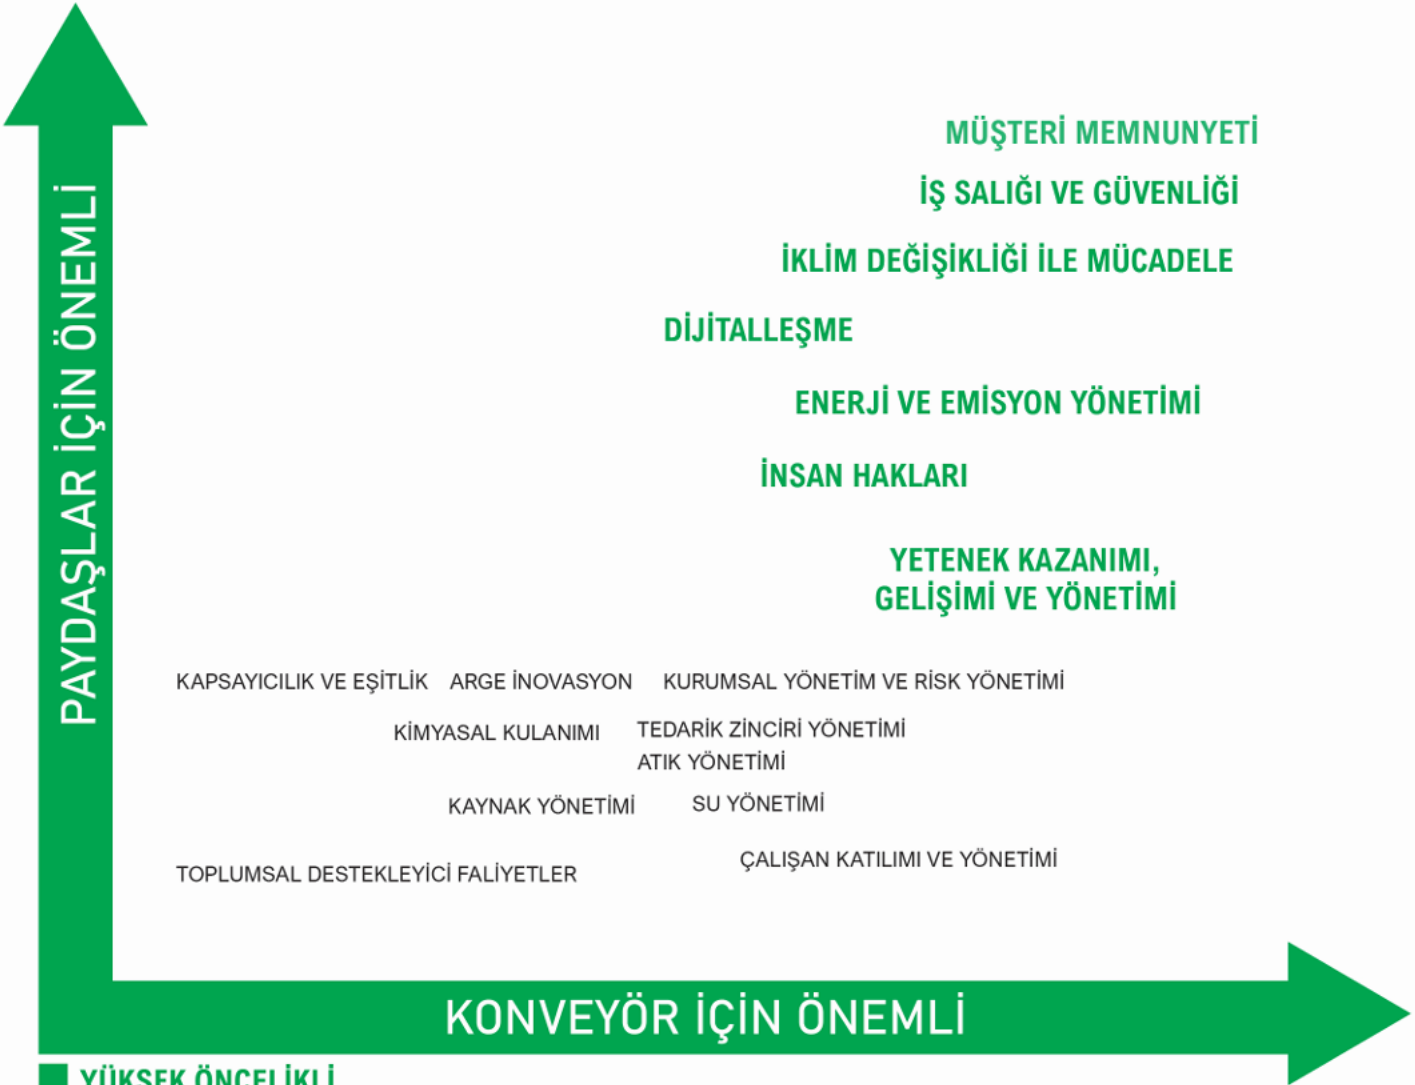 PAYDAŞLAR İÇİN ÖNEMLİ
MÜŞTERİ MEMNUNYETİ
İŞ SALIĞI VE GÜVENLİĞİ
İKLİM DEĞİŞİKLİĞİ İLE MÜCADELE
DİJİTALLEŞME
ENERJİ VE EMİSYON YÖNETİMİ
İNSAN HAKLARI
YETENEK KAZANIMI,
GELİŞİMİ VE YÖNETİMİ
KAPSAYICILIK VE EŞİTLİK ARGE İNOVASYON KURUMSAL YÖNETİM VE RİSK YÖNETİMİ
KİMYASAL KULANIMI TEDARİK ZİNCİRİ YÖNETİMİ
ATIK YÖNETİMİ
KAYNAK YÖNETİMİ SU YÖNETİMİ
ÇALIŞAN KATILIMI VE YÖNETİMİ
TOPLUMSAL DESTEKLEYİCİ FALİYETLER
KONVEYÖR İÇİN ÖNEMLİ
YÜKSEK ÖNCELİKLİ